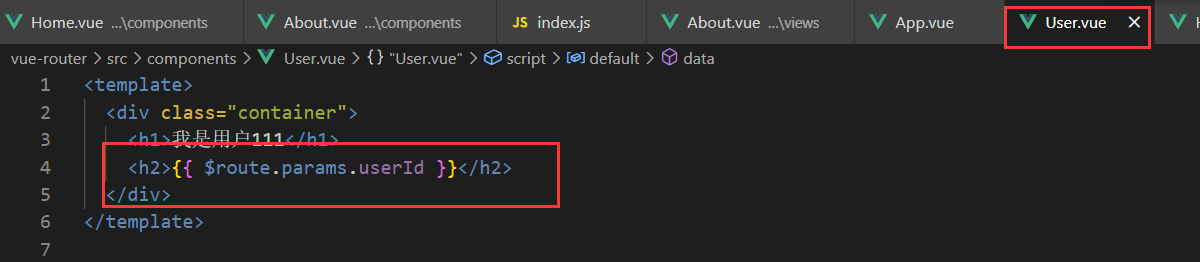 Home.vue ...\components About.vue ...\components JS index.js About.vue ...\views App.vue User.vue ×
vue-router > src > components > User.vue > {} "User.vue" > script > default > data
1 <template>
2 <div class="container">
3 <h1>我是用户111</h1>
4 <h2>{{ $route.params.userId }}</h2>
5 </div>
6 </template>
7